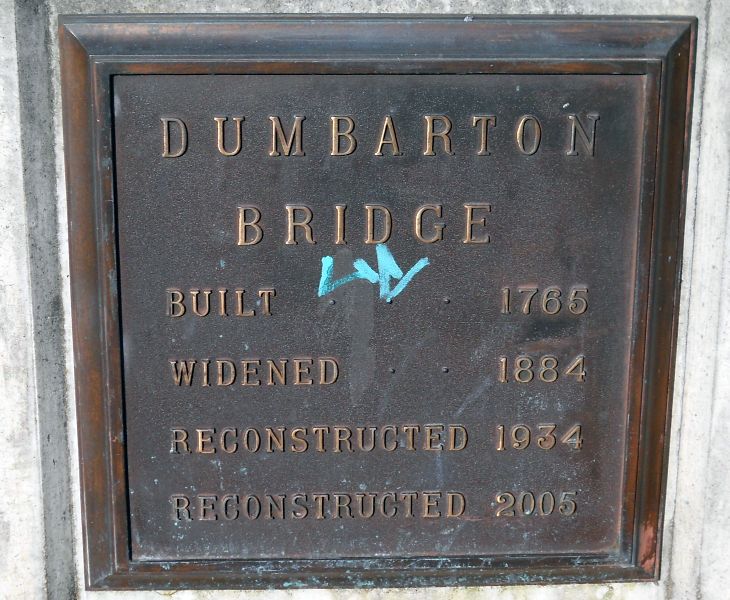 DUMBARTON
BRIDGE
BUILT . . . 1765
WIDENED . . 1884
RECONSTRUCTED 1934
RECONSTRUCTED 2005